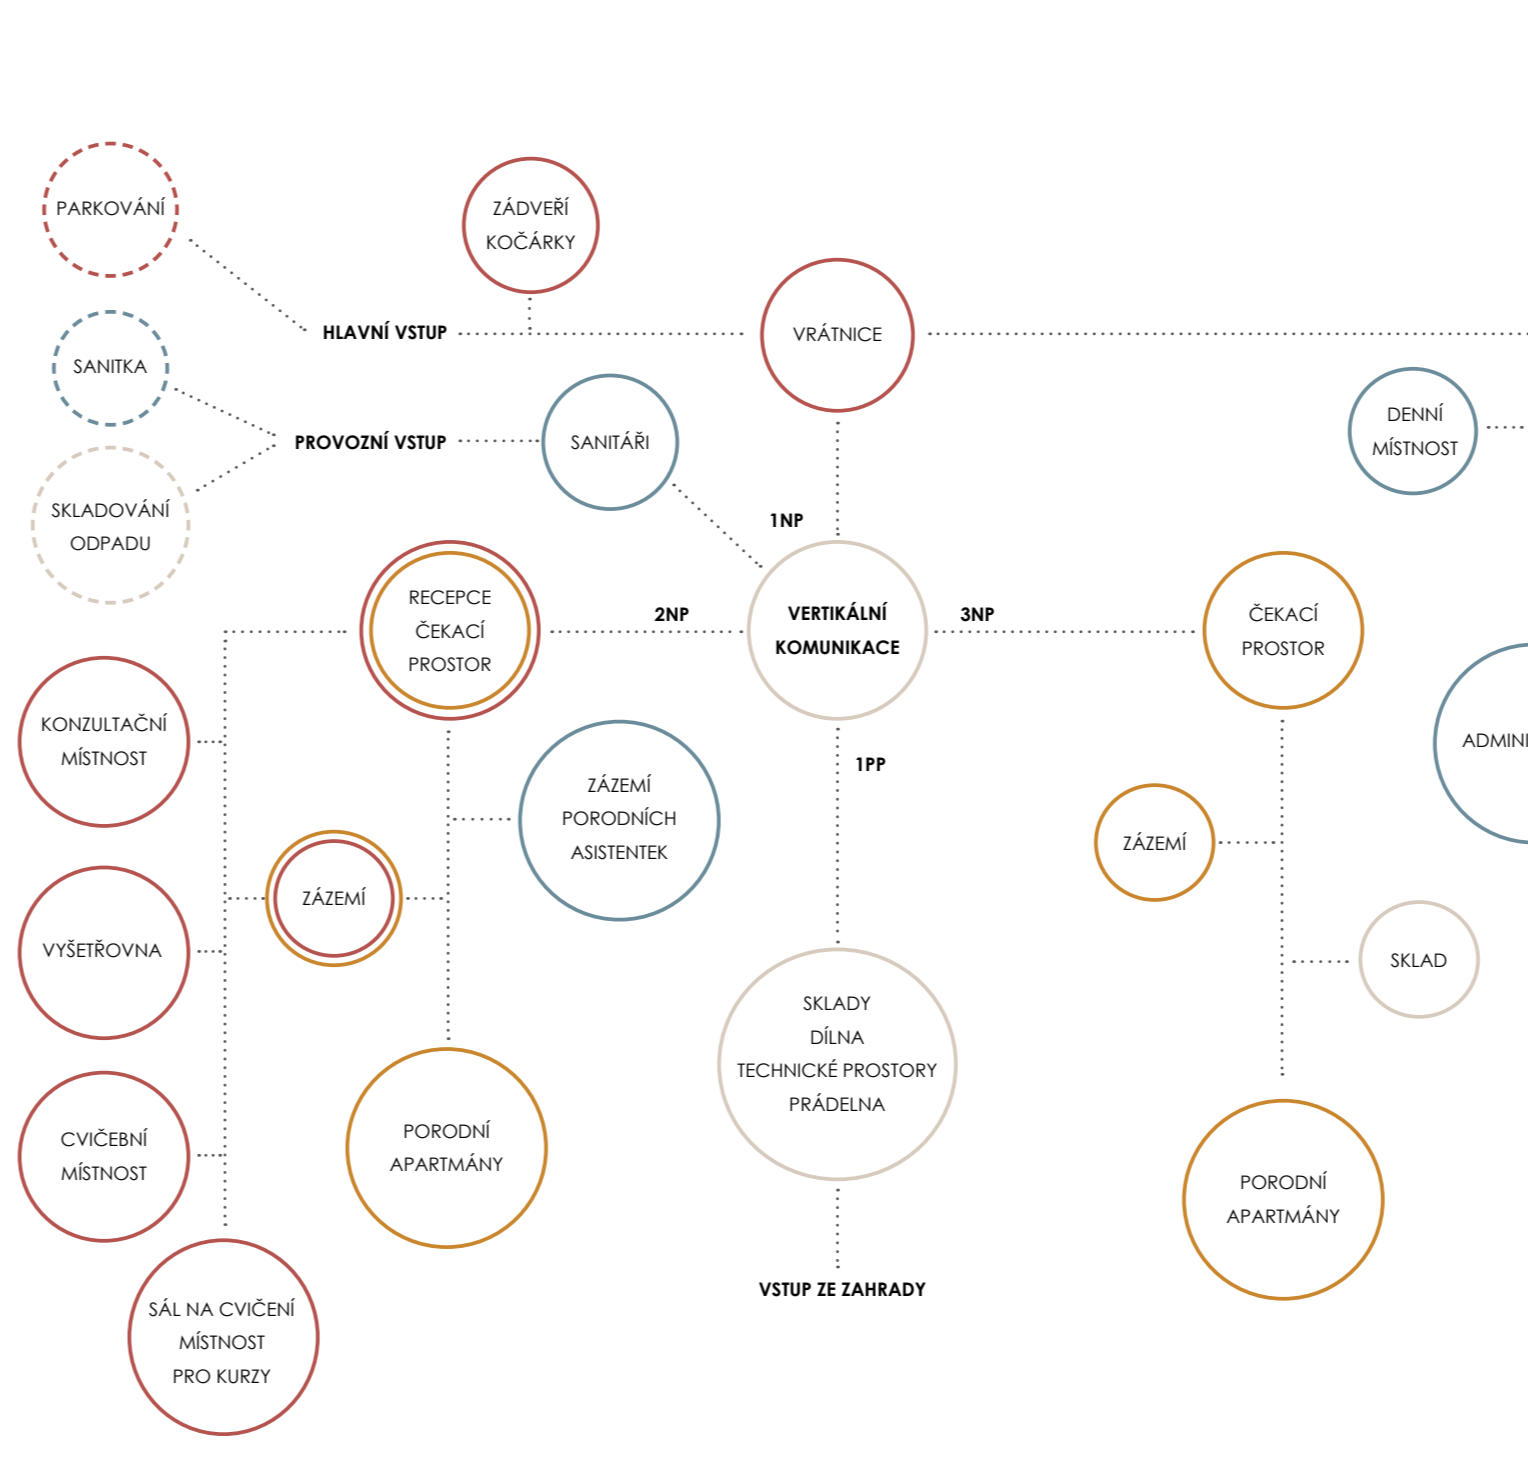 PARKOVÁNÍ
ZÁDVEŘÍ
KOČÁRKY
HLAVNÍ VSTUP
VRÁTNICE
SANITKA
PROVOZNÍ VSTUP
SANITÁŘI
DENNÍ
MÍSTNOST
SKLADOVÁNÍ
ODPADU
1NP
RECEPCE
ČEKACÍ
PROSTOR
2NP
VERTIKÁLNÍ
KOMUNIKACE
3NP
ČEKACÍ
PROSTOR
KONZULTAČNÍ
MÍSTNOST
ZÁZEMÍ
PORODNÍCH
ASISTENTEK
1PP
ADMINI
ZÁZEMÍ
ZÁZEMÍ
VYŠETŘOVNA
SKLAD
SKLADY
DÍLNA
TECHNICKÉ PROSTORY
PRÁDELNA
CVIČEBNÍ
MÍSTNOST
PORODNÍ
APARTMÁNY
PORODNÍ
APARTMÁNY
VSTUP ZE ZAHRADY
SÁL NA CVIČENÍ
MÍSTNOST
PRO KURZY